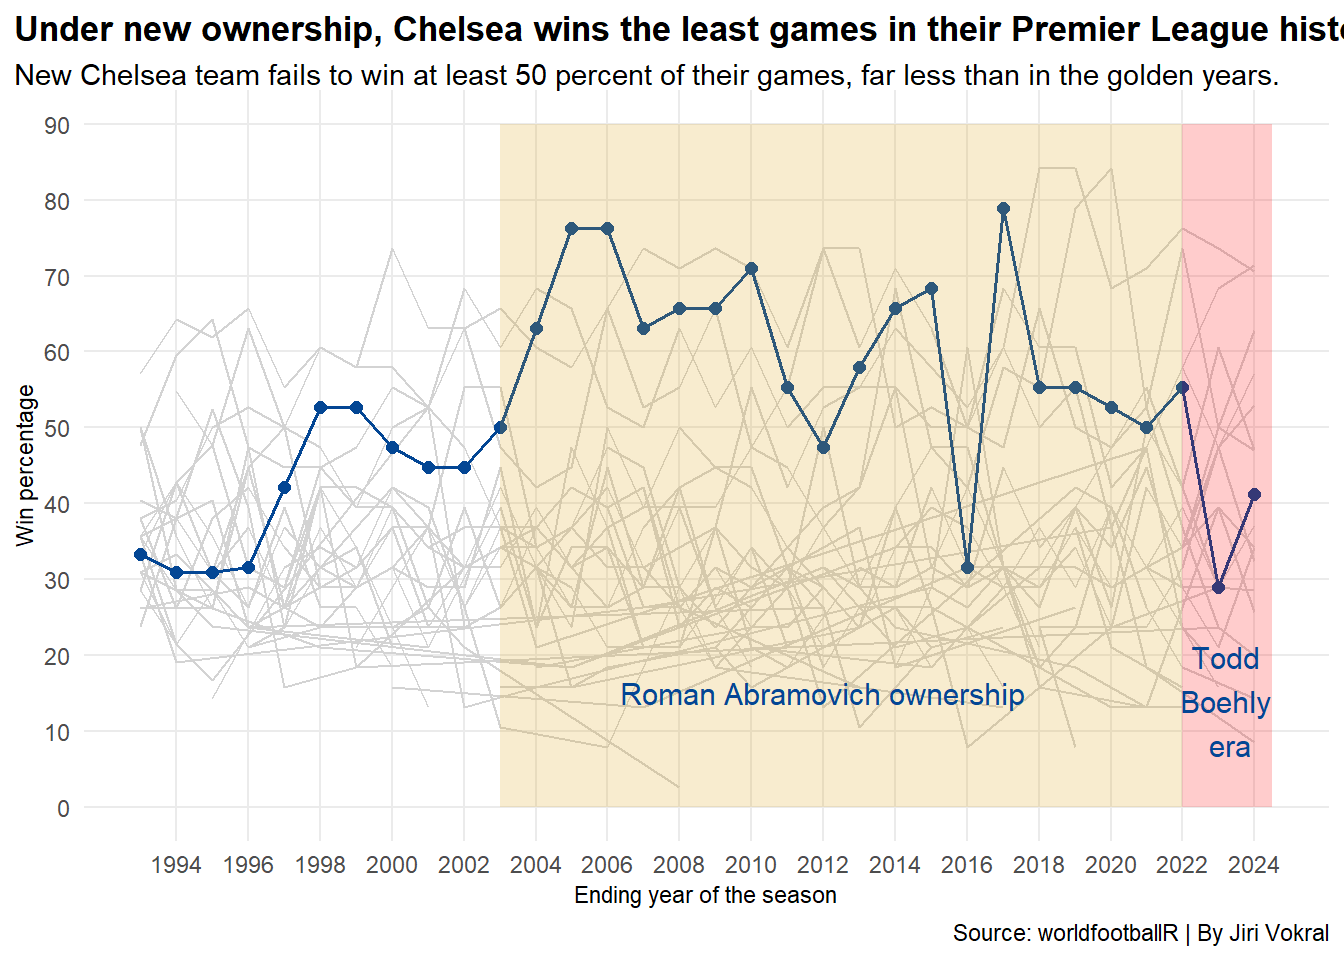 Under new ownership, Chelsea wins the least games in their Premier League histo
New Chelsea team fails to win at least 50 percent of their games, far less than in the golden years.
90
80
70
60
50
40
30
20
10
0
Win percentage
Roman Abramovich ownership
Todd
Boehly
era
1994 1996 1998 2000 2002 2004 2006 2008 2010 2012 2014 2016 2018 2020 2022 2024
Ending year of the season
Source: worldfootballR | By Jiri Vokral